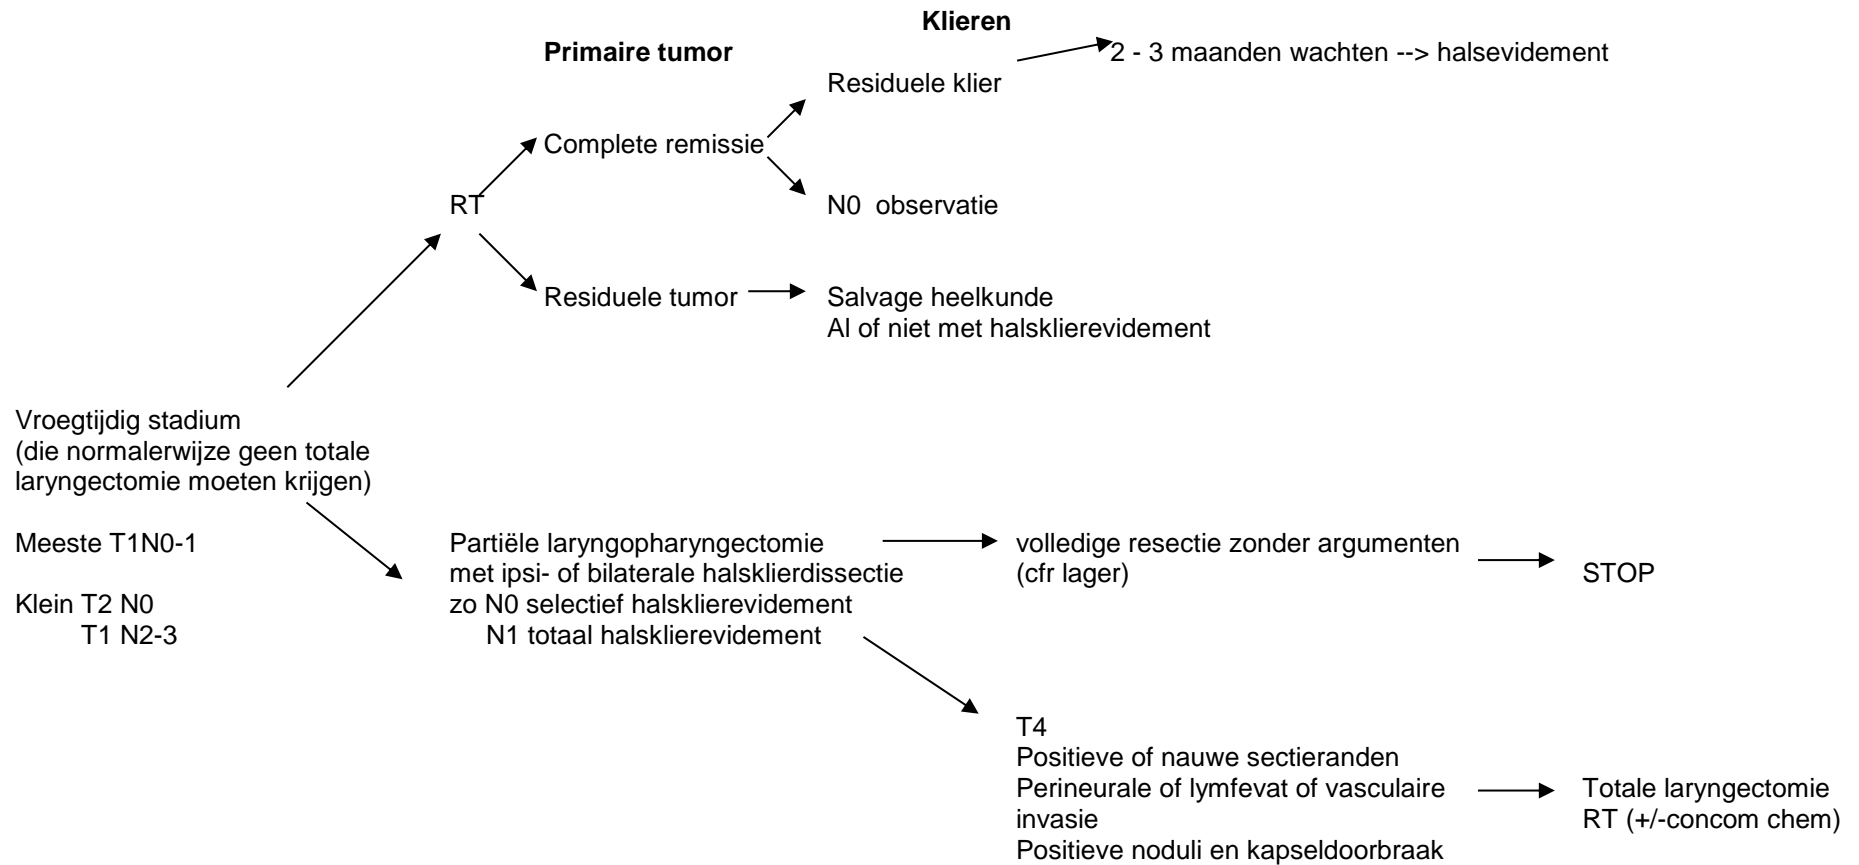 Klieren
Primaire tumor
2 - 3 maanden wachten --> halsevidement
Residuele klier
Complete remissie
RT
N0 observatie
Residuele tumor
Salvage heelkunde
Al of niet met halsklierevidement
Vroegtijdig stadium
(die normalerwijze geen totale
laryngectomie moeten krijgen)
Meeste T1N0-1
Klein T2 N0
T1 N2-3
Partiële laryngopharyngectomie
met ipsi- of bilaterale halsklierdissectie
zo N0 selectief halsklierevidement
N1 totaal halsklierevidement
volledige resectie zonder argumenten
(cfr lager)
STOP
T4
Positieve of nauwe sectieranden
Perineurale of lymfevat of vasculaire
invasie
Positieve noduli en kapseldoorbraak
Totale laryngectomie
RT (+/-concom chem)